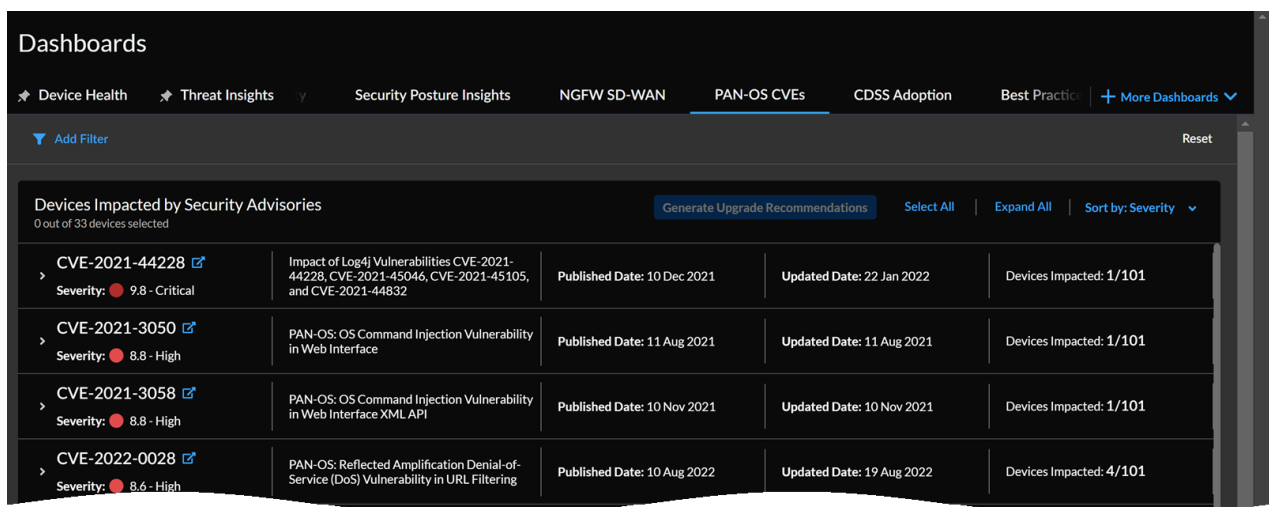 Dashboards
Device Health
Threat Insights
y
Security Posture Insights
NGFW SD-WAN
PAN-OS CVEs
CDSS Adoption
Best Practice
More Dashboards
Add Filter
Reset
Devices Impacted by Security Advisories
0 out of 33 devices selected
Generate Upgrade Recommendations
Select All
Expand All
Sort by: Severity
CVE-2021-44228
Severity: 9.8 - Critical
Impact of Log4j Vulnerabilities CVE-2021-
44228, CVE-2021-45046, CVE-2021-45105,
and CVE-2021-44832
Published Date: 10 Dec 2021
Updated Date: 22 Jan 2022
Devices Impacted: 1/101
CVE-2021-3050
Severity: 8.8 - High
PAN-OS: OS Command Injection Vulnerability
in Web Interface
Published Date: 11 Aug 2021
Updated Date: 11 Aug 2021
Devices Impacted: 1/101
CVE-2021-3058
Severity: 8.8 - High
PAN-OS: OS Command Injection Vulnerability
in Web Interface XML API
Published Date: 10 Nov 2021
Updated Date: 10 Nov 2021
Devices Impacted: 1/101
CVE-2022-0028
Severity: 8.6 - High
PAN-OS: Reflected Amplification Denial-of-
Service (DoS) Vulnerability in URL Filtering
Published Date: 10 Aug 2022
Updated Date: 19 Aug 2022
Devices Impacted: 4/101